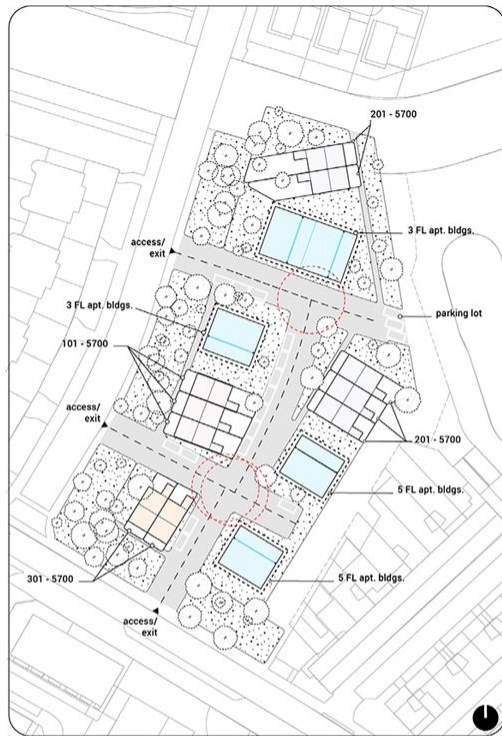 201 - 5700
3 FL apt. bldgs.
access/
exit
3 FL apt. bldgs.
parking lot
101 - 5700
access/
exit
201 - 5700
5 FL apt. bldgs.
301 - 5700
5 FL apt. bldgs.
access/
exit